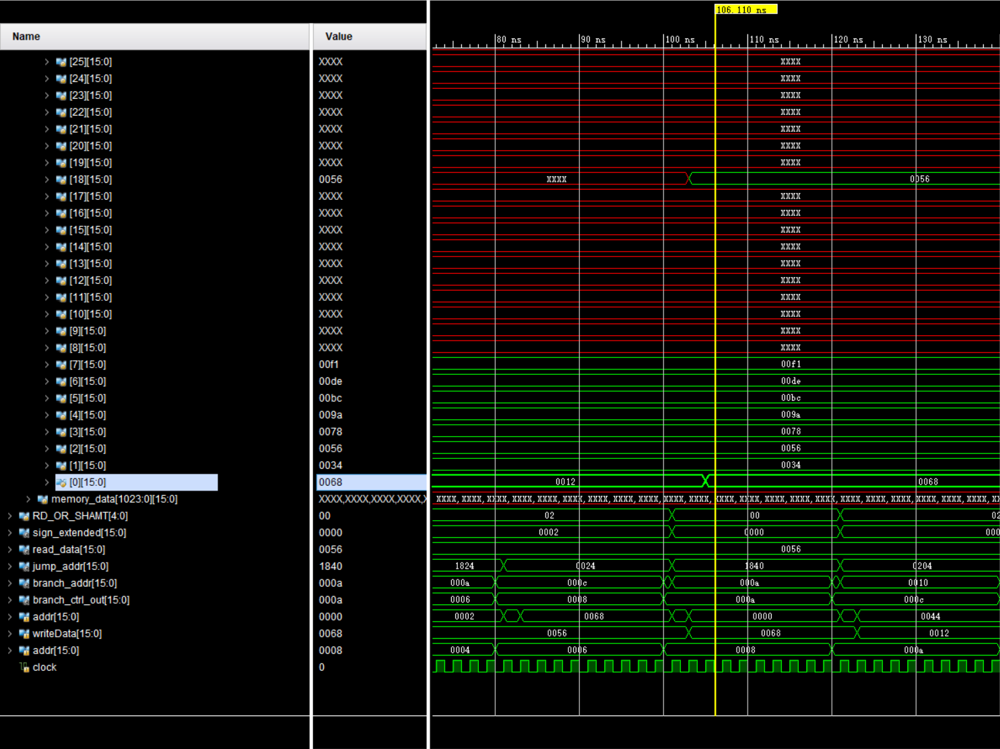 106.110 ns
Name Value 80 ns 90 ns 100 ns 110 ns 120 ns 130 ns
[25][15:0] XXXX XXXX
[24][15:0] XXXX XXXX
[23][15:0] XXXX XXXX
[22][15:0] XXXX XXXX
[21][15:0] XXXX XXXX
[20][15:0] XXXX XXXX
[19][15:0] XXXX XXXX
[18][15:0] 0056 XXXX 0056
[17][15:0] XXXX XXXX
[16][15:0] XXXX XXXX
[15][15:0] XXXX XXXX
[14][15:0] XXXX XXXX
[13][15:0] XXXX XXXX
[12][15:0] XXXX XXXX
[11][15:0] XXXX XXXX
[10][15:0] XXXX XXXX
[9][15:0] XXXX XXXX
[8][15:0] XXXX XXXX
[7][15:0] 00f1 00f1
[6][15:0] 00de 00de
[5][15:0] 00bc 00bc
[4][15:0] 009a 009a
[3][15:0] 0078 0078
[2][15:0] 0056 0056
[1][15:0] 0034 0034
[0][15:0] 0068 0012 0068
memory_data[1023:0][15:0] XXXX,XXXX,XXXX,XXXX,X XXXX,XXXX,XXXX,XXXX,XXXX,XXXX,XXXX,XXXX,XXXX,XXXX,XXXX,XXXX,XXXX,XXXX,XXXX,XXXX,XXXX,XXXX,XXXX,XXXX,XXXX,XXXX,XX
RD_OR_SHAMT[4:0] 00 02 00 02
sign_extended[15:0] 0000 0002 0000 000
read_data[15:0] 0056 0056
jump_addr[15:0] 1840 1824 0024 1840 0204
branch_addr[15:0] 000a 000a 000c 000a 0010
branch_ctrl_out[15:0] 000a 0006 0008 000a 000c
addr[15:0] 0000 0002 0068 0000 0044
writeData[15:0] 0068 0056 0068 0012
addr[15:0] 0008 0004 0006 0008 000a
clock 0